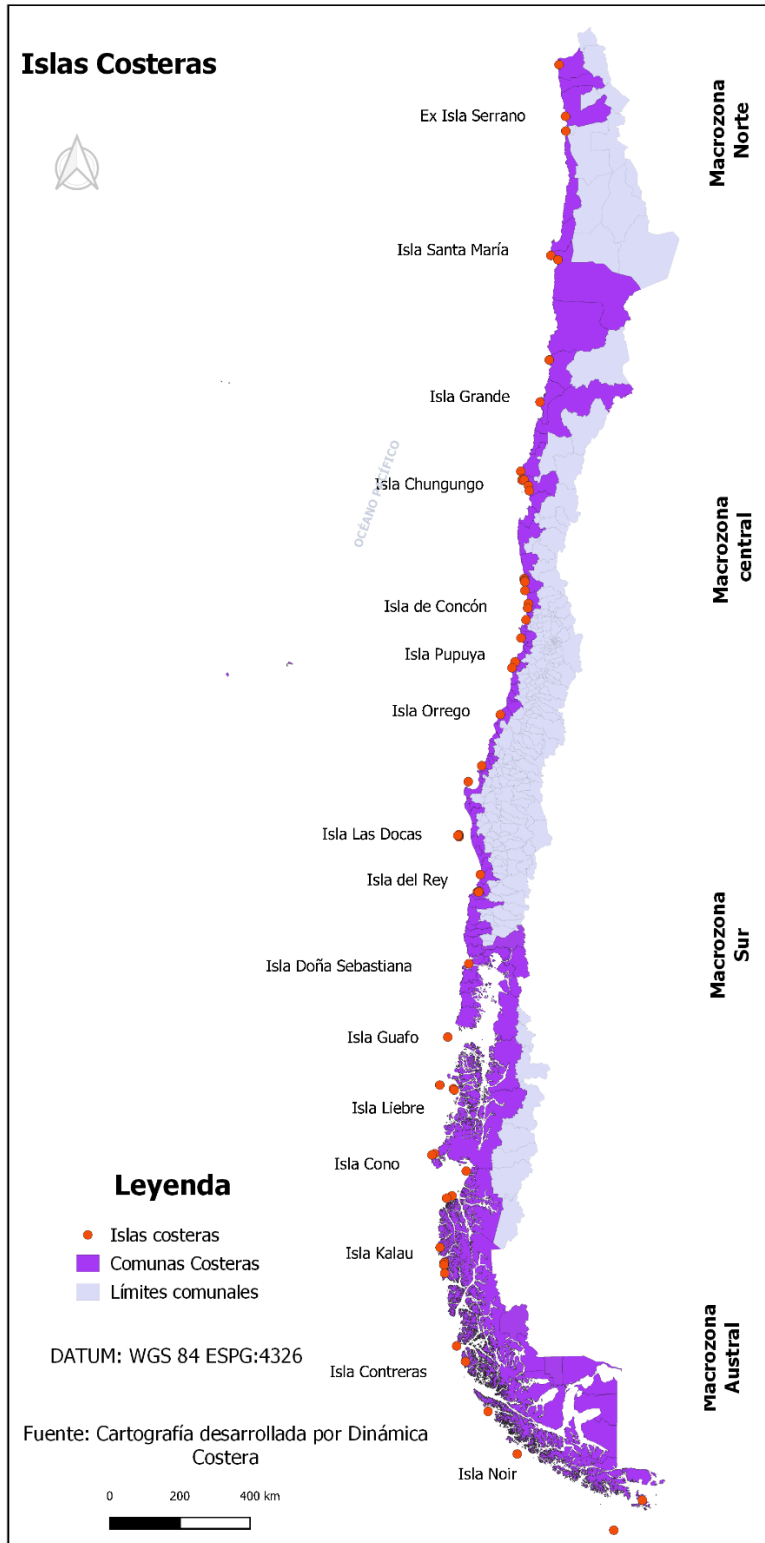 Islas Costeras
Ex Isla Serrano
Macrozona
Norte
Isla Santa María
Isla Grande
OCÉANO PACÍFICO
Isla Chungungo
Macrozona
central
Isla de Concón
Isla Pupuya
Isla Orrego
Isla Las Docas
Isla del Rey
Macrozona
Sur
Isla Doña Sebastiana
Isla Guafo
Isla Liebre
Isla Cono
Leyenda
Islas costeras
Comunas Costeras
Límites comunales
Isla Kalau
DATUM: WGS 84 ESPG:4326
Isla Contreras
Macrozona
Austral
Fuente: Cartografía desarrollada por Dinámica
Costera
Isla Noir
0 200 400 km